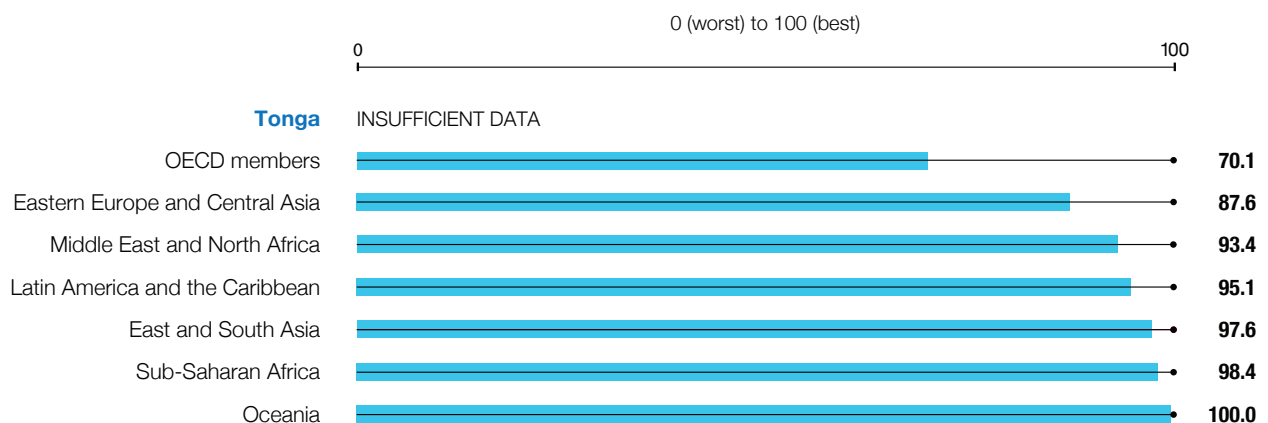 0 (worst) to 100 (best)
0 100
Tonga INSUFFICIENT DATA
OECD members 70.1
Eastern Europe and Central Asia 87.6
Middle East and North Africa 93.4
Latin America and the Caribbean 95.1
East and South Asia 97.6
Sub-Saharan Africa 98.4
Oceania 100.0